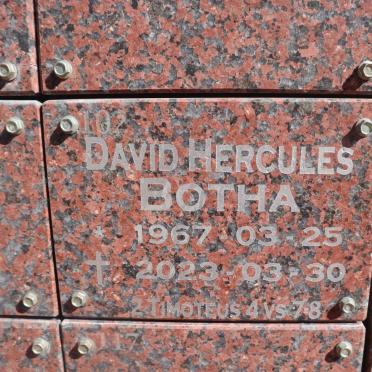 102
DAVID HERCULES
BOTHA
* 1967-03-25
† 2023-03-30
2 TIMOTEUS 4 VS 7-8